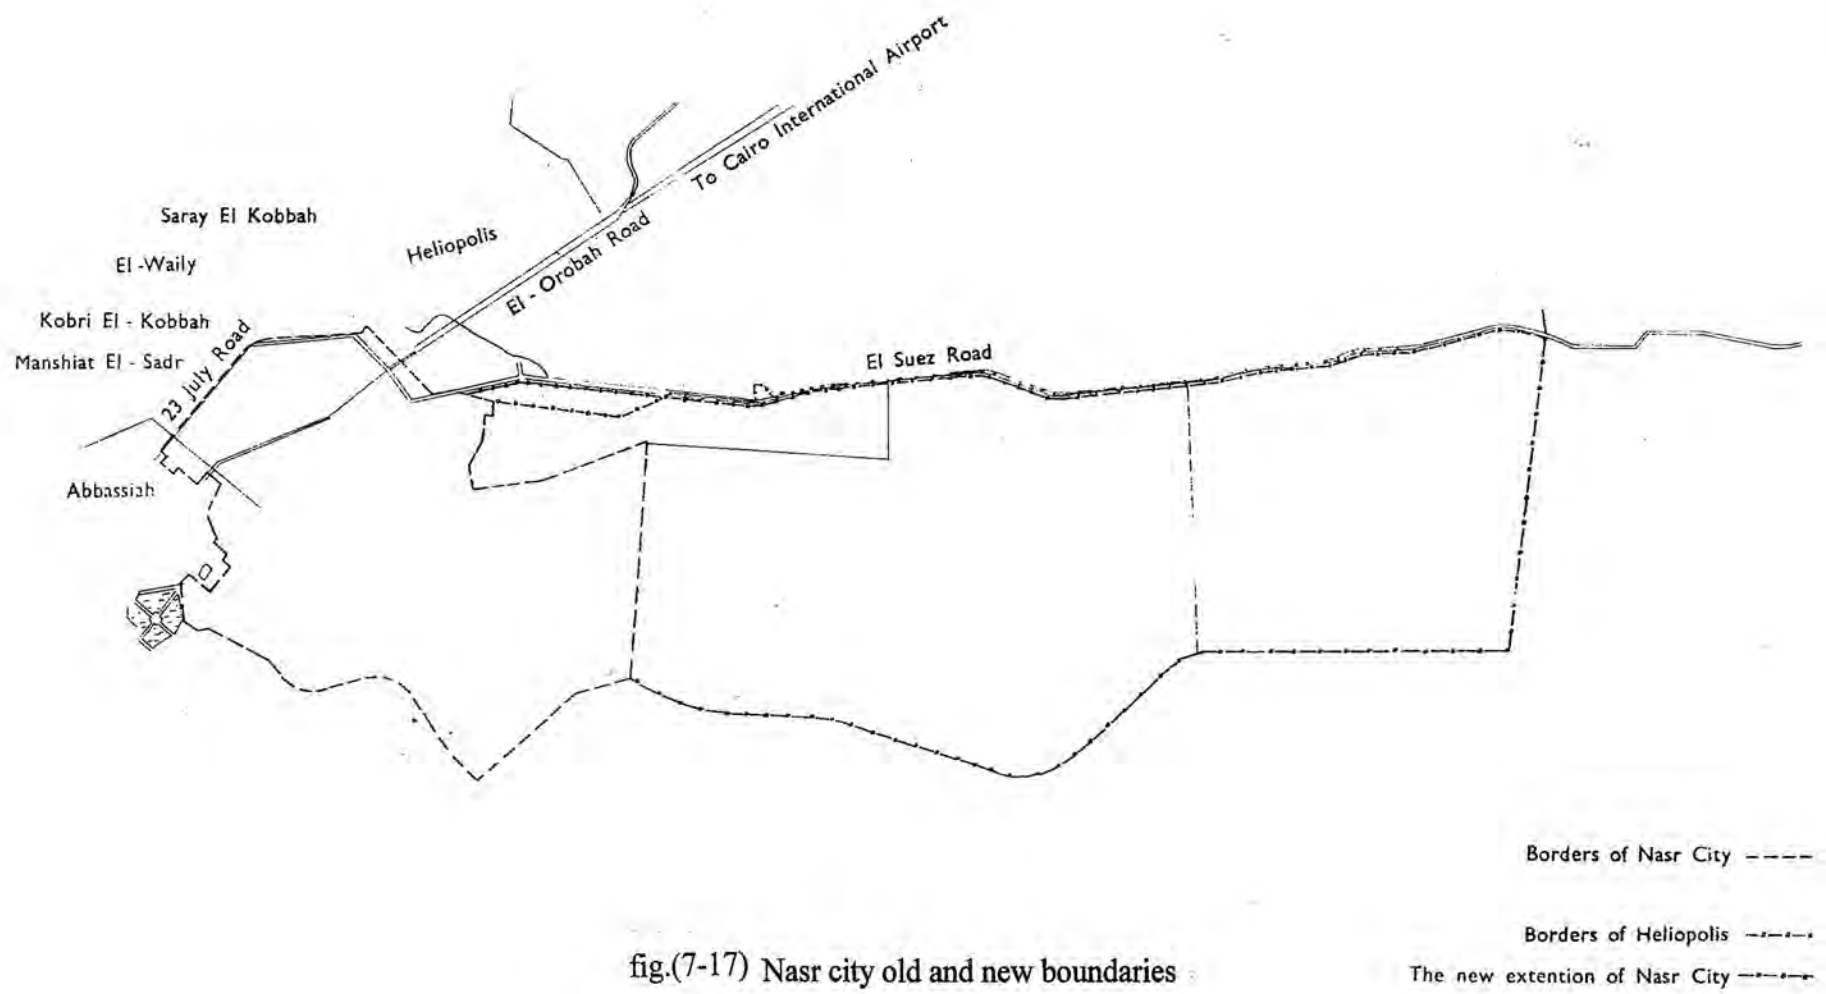 To Cairo International Airport
Saray El Kobbah
Heliopolis
El - Orobah Road
El -Waily
Kobri El - Kobbah
23 July Road
Manshiat El - Sadr
El Suez Road
Abbassiah
Borders of Nasr City
Borders of Heliopolis
The new extention of Nasr City
fig.(7-17) Nasr city old and new boundaries